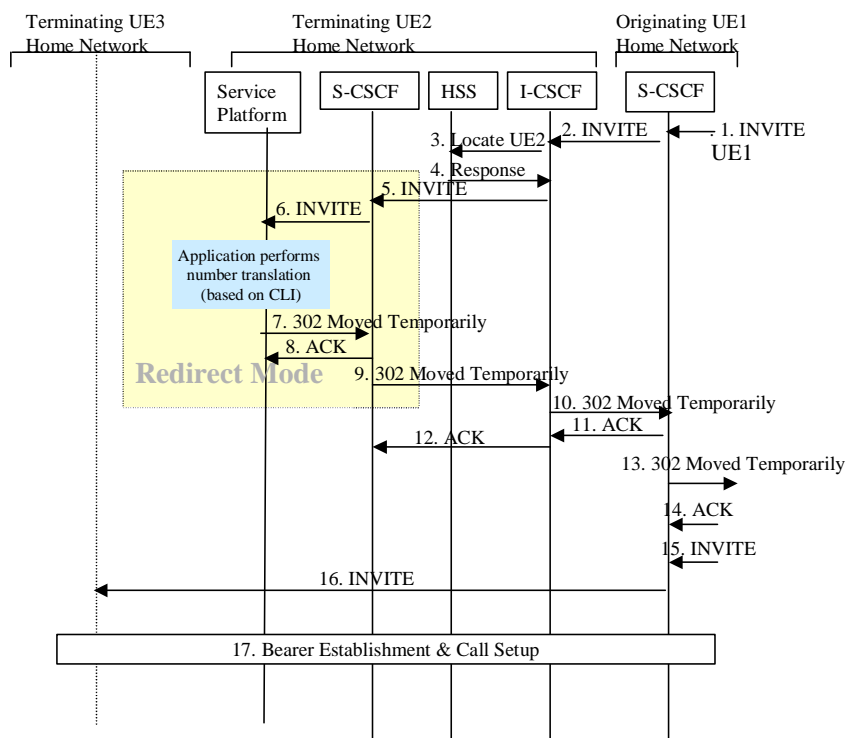 Terminating UE3
Home Network
Terminating UE2
Home Network
Originating UE1
Home Network
Service
Platform
S-CSCF
HSS
I-CSCF
S-CSCF
. 1. INVITE
UE1
2. INVITE
3. Locate UE2
4. Response
5. INVITE
6. INVITE
Application performs
number translation
(based on CLI)
7. 302 Moved Temporarily
8. ACK
Redirect Mode
9. 302 Moved Temporarily
10. 302 Moved Temporarily
11. ACK
12. ACK
13. 302 Moved Temporarily
14. ACK
15. INVITE
16. INVITE
17. Bearer Establishment & Call Setup